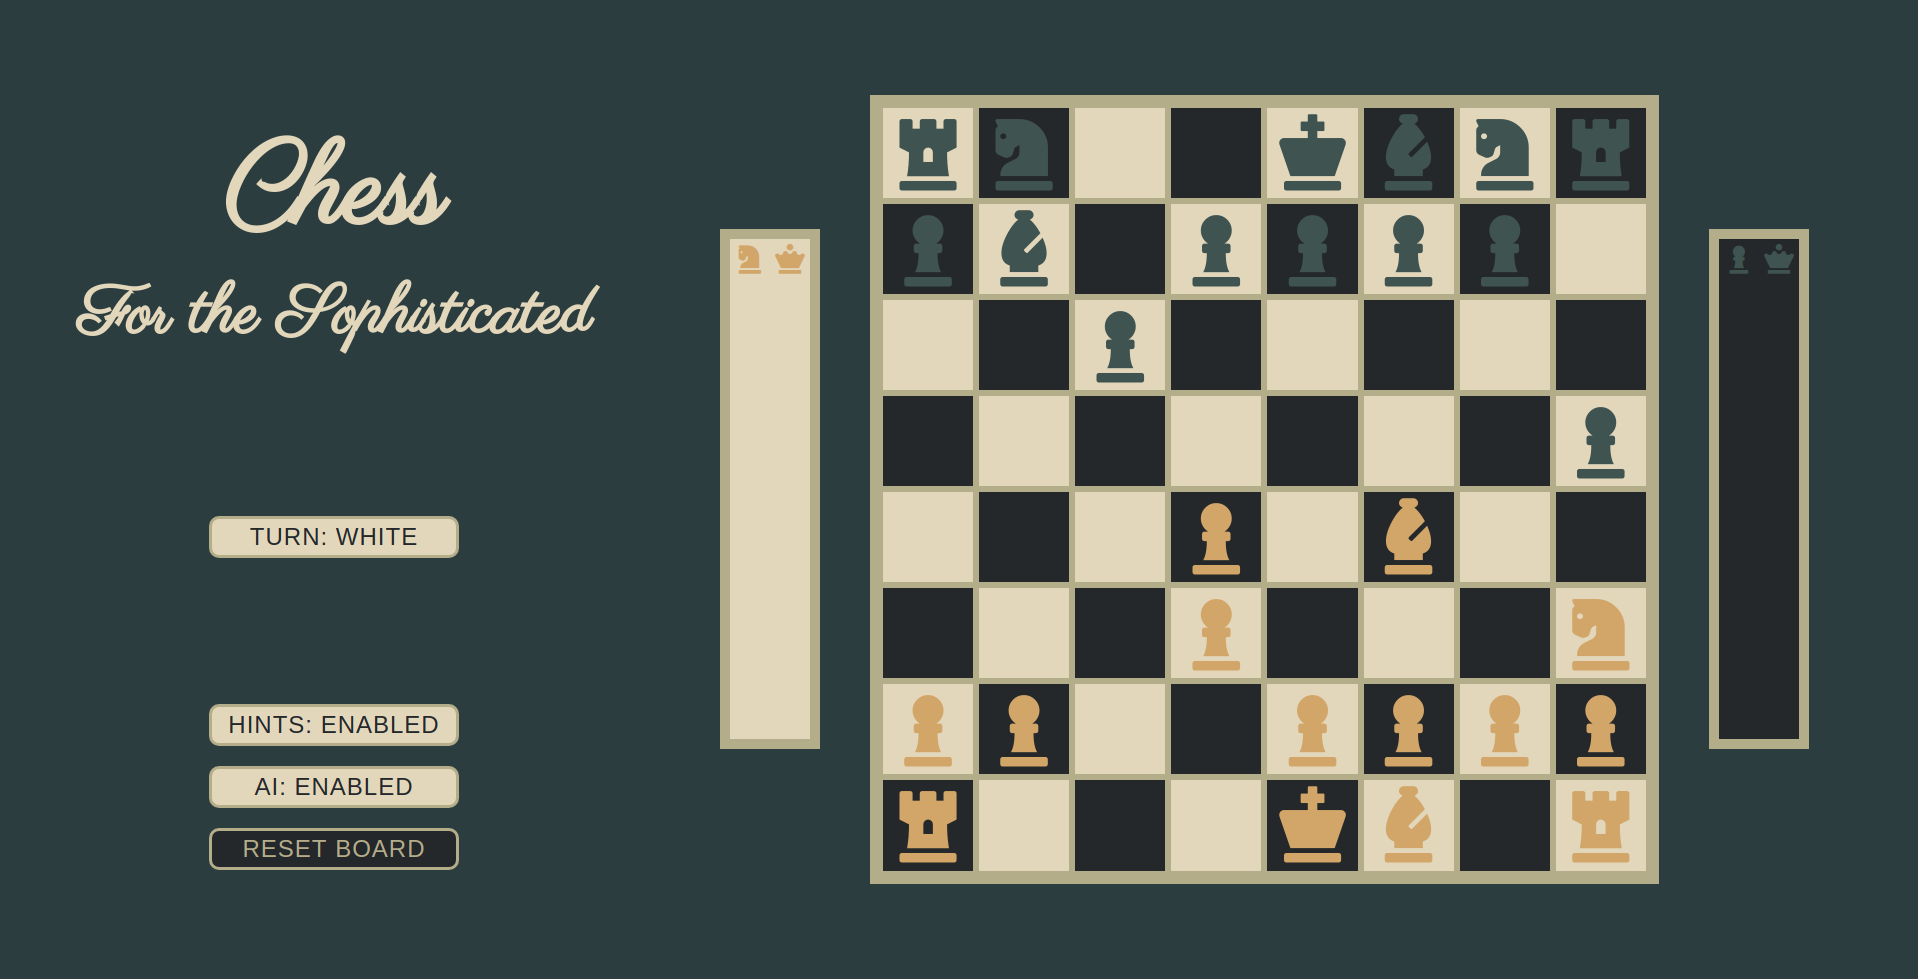 Chess
For the Sophisticated
TURN: WHITE
HINTS: ENABLED
AI: ENABLED
RESET BOARD